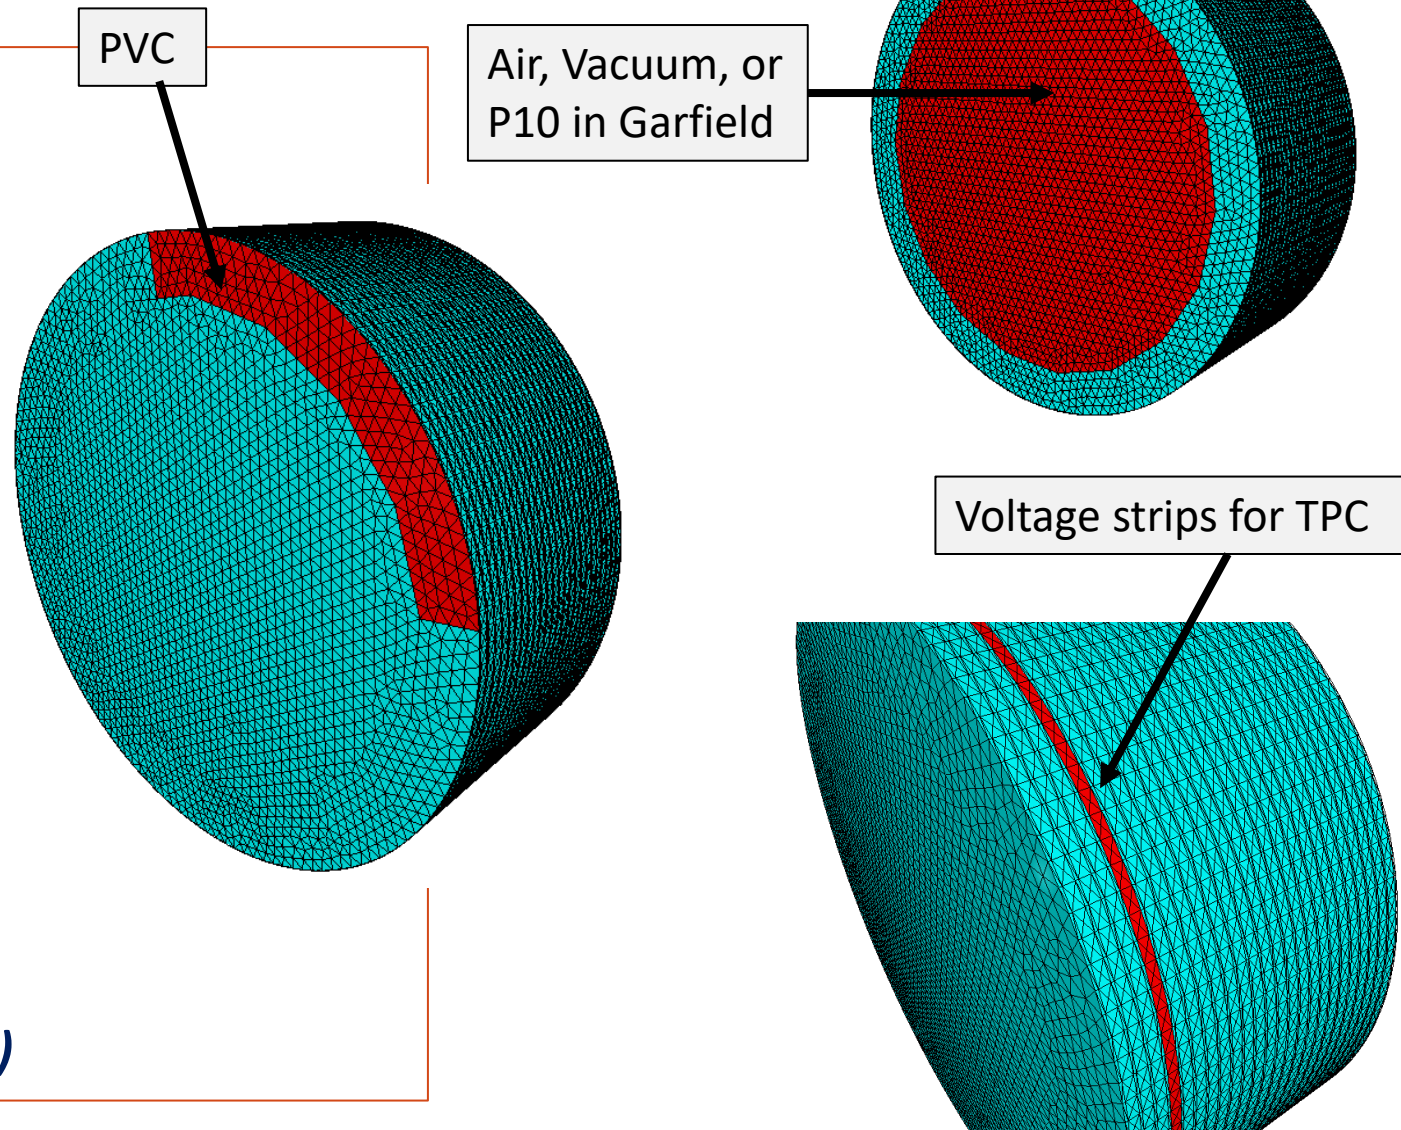 PVC
Air, Vacuum, or
P10 in Garfield
Voltage strips for TPC
)